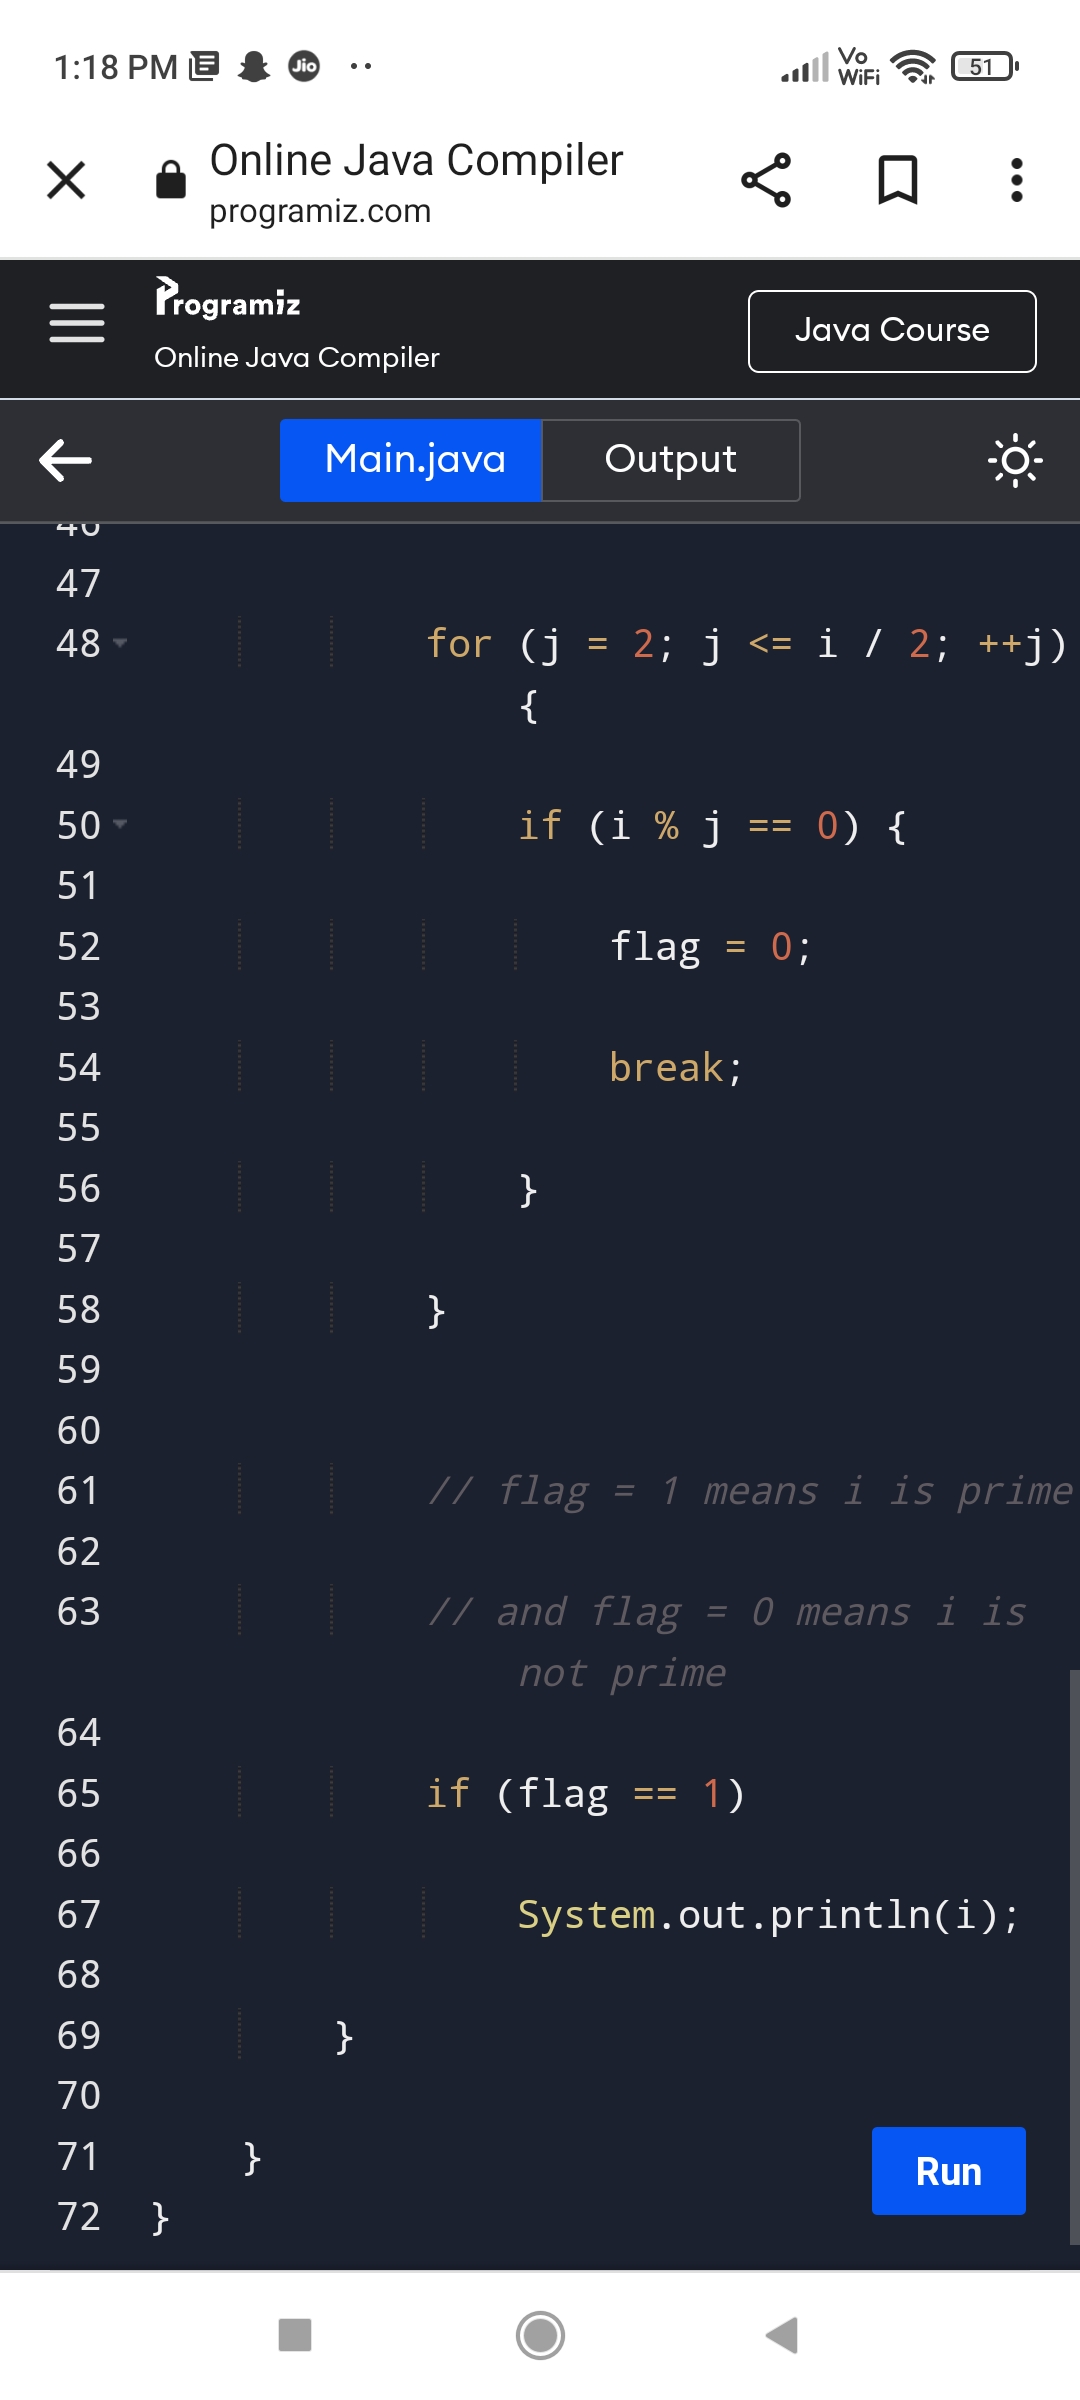 1:18 PM Jio Vo WiFi 51
Online Java Compiler
programiz.com
Programiz
Online Java Compiler
Java Course
Main.java Output
46
47
48 for (j = 2; j <= i / 2; ++j)
{
49
50 if (i % j == 0) {
51
52 flag = 0;
53
54 break;
55
56 }
57
58 }
59
60
61 // flag = 1 means i is prime
62
63 // and flag = 0 means i is
not prime
64
65 if (flag == 1)
66
67 System.out.println(i);
68
69 }
70
71 }
72 }
Run